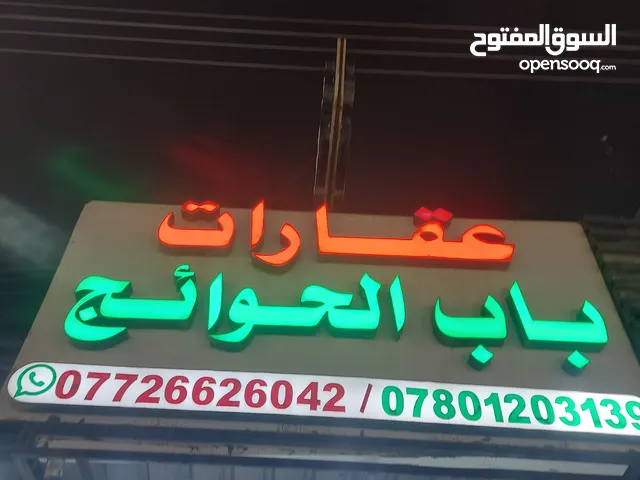 السوق المفتوح
opensooq.com
عقارات
باب الحوائج
07726626042 / 07801203139